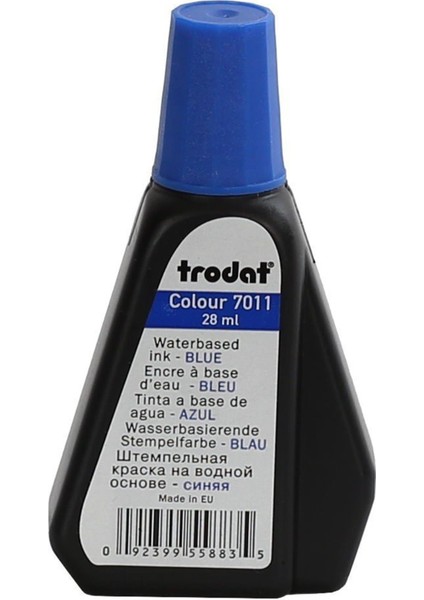 trodat®
Colour 7011
28 ml
Waterbased
ink - BLUE
Encre à base
d'eau - BLEU
Tinta a base de
agua - AZUL
Wasserbasierende
Stempelfarbe - BLAU
Штемпельная
краска на водной
основе - синяя
Made in EU
0 92399 55883 5